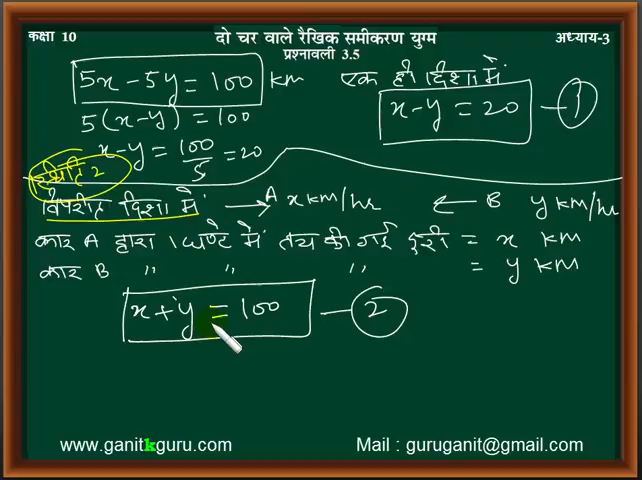 कक्षा 10 दो चर वाले रैखिक समीकरण युग्म अध्याय-3
प्रश्नावली 3.5
5x - 5y = 100 km एक ही दिशा में
5(x-y) = 100 x - y = 20 - 1
x - y = 100/5 = 20
स्थिति 2
विपरीत दिशा में → A x km/hr ← B y km/hr
कार A द्वारा 1 घण्टे में तय की गई दूरी = x km
कार B " " " = y km
x + y = 100 - 2
www.ganitkguru.com Mail : guruganit@gmail.com